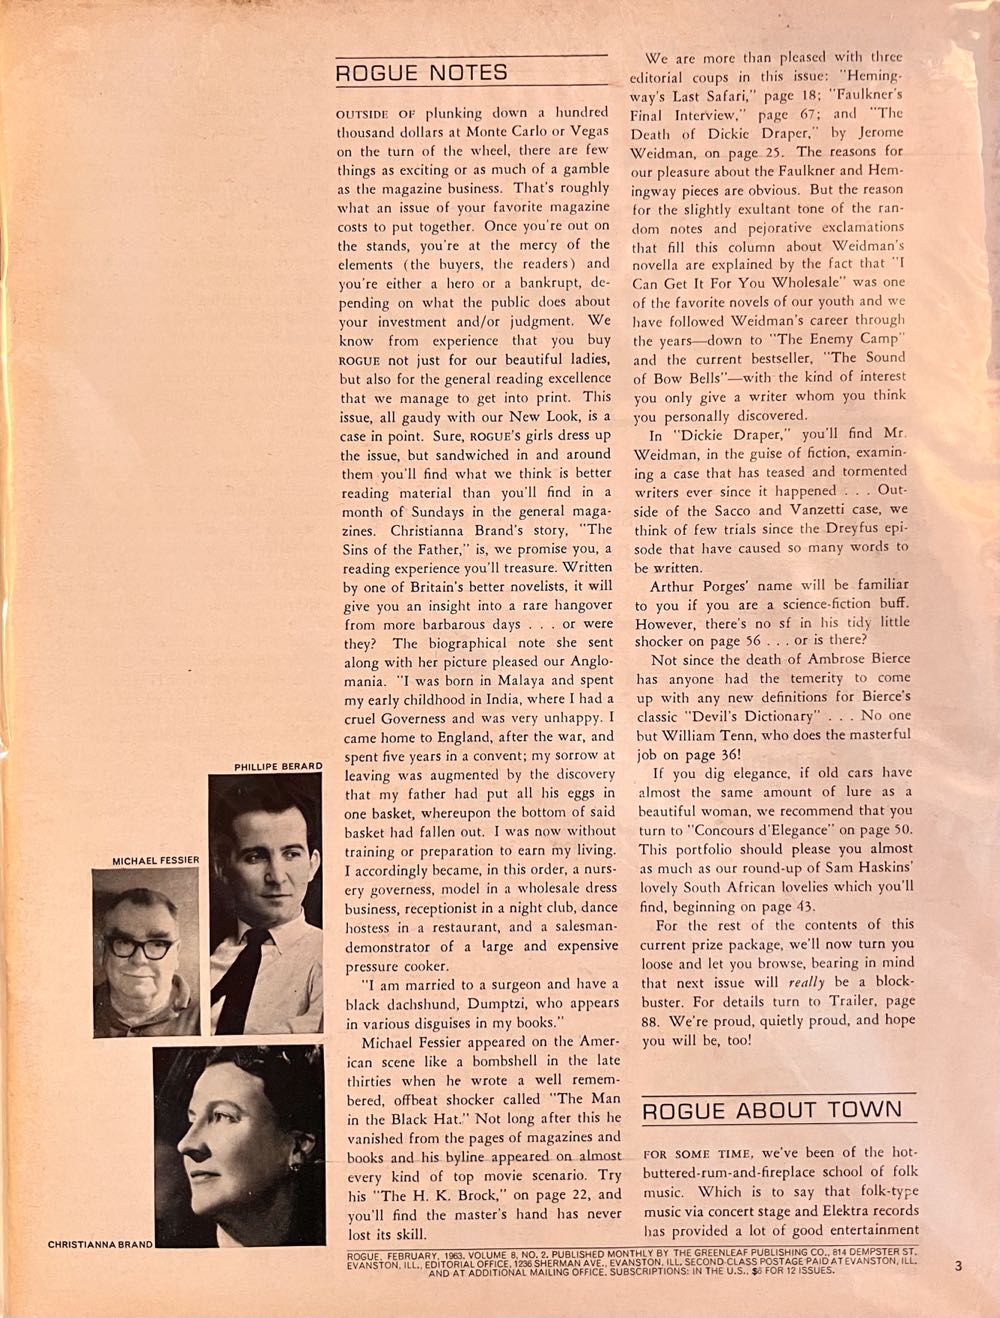 ROGUE NOTES
OUTSIDE OF plunking down a hundred
thousand dollars at Monte Carlo or Vegas
on the turn of the wheel, there are few
things as exciting or as much of a gamble
as the magazine business. That's roughly
what an issue of your favorite magazine
costs to put together. Once you're out on
the stands, you're at the mercy of the
elements (the buyers, the readers) and
you're either a hero or a bankrupt, de-
pending on what the public does about
your investment and/or judgment. We
know from experience that you buy
ROGUE not just for our beautiful ladies,
but also for the general reading excellence
that we manage to get into print. This
issue, all gaudy with our New Look, is a
case in point. Sure, ROGUE'S girls dress up
the issue, but sandwiched in and around
them you'll find what we think is better
reading material than you'll find in a
month of Sundays in the general maga-
zines. Christianna Brand's story, "The
Sins of the Father," is, we promise you, a
reading experience you'll treasure. Written
by one of Britain's better novelists, it will
give you an insight into a rare hangover
from more barbarous days . . . or were
they? The biographical note she sent
along with her picture pleased our Anglo-
mania. "I was born in Malaya and spent
my early childhood in India, where I had a
cruel Governess and was very unhappy. I
came home to England, after the war, and
spent five years in a convent; my sorrow at
leaving was augmented by the discovery
that my father had put all his eggs in
one basket, whereupon the bottom of said
basket had fallen out. I was now without
training or preparation to earn my living.
I accordingly became, in this order, a nurs-
ery governess, model in a wholesale dress
business, receptionist in a night club, dance
hostess in a restaurant, and a salesman-
demonstrator of a large and expensive
pressure cooker.
"I am married to a surgeon and have a
black dachshund, Dumptzi, who appears
in various disguises in my books."
Michael Fessier appeared on the Amer-
ican scene like a bombshell in the late
thirties when he wrote a well remem-
bered, offbeat shocker called "The Man
in the Black Hat." Not long after this he
vanished from the pages of magazines and
books and his byline appeared on almost
every kind of top movie scenario. Try
his "The H. K. Brock," on page 22, and
you'll find the master's hand has never
lost its skill.
We are more than pleased with three
editorial coups in this issue: "Heming-
way's Last Safari," page 18; "Faulkner's
Final Interview," page 67; and "The
Death of Dickie Draper," by Jerome
Weidman, on page 25. The reasons for
our pleasure about the Faulkner and Hem-
ingway pieces are obvious. But the reason
for the slightly exultant tone of the ran-
dom notes and pejorative exclamations
that fill this column about Weidman's
novella are explained by the fact that "I
Can Get It For You Wholesale" was one
of the favorite novels of our youth and we
have followed Weidman's career through
the years—down to "The Enemy Camp"
and the current bestseller, "The Sound
of Bow Bells"—with the kind of interest
you only give a writer whom you think
you personally discovered.
In "Dickie Draper," you'll find Mr.
Weidman, in the guise of fiction, examin-
ing a case that has teased and tormented
writers ever since it happened . . . Out-
side of the Sacco and Vanzetti case, we
think of few trials since the Dreyfus epi-
sode that have caused so many words to
be written.
Arthur Porges' name will be familiar
to you if you are a science-fiction buff.
However, there's no sf in his tidy little
shocker on page 56 . . . or is there?
Not since the death of Ambrose Bierce
has anyone had the temerity to come
up with any new definitions for Bierce's
classic "Devil's Dictionary" . . . No one
but William Tenn, who does the masterful
job on page 36!
If you dig elegance, if old cars have
almost the same amount of lure as a
beautiful woman, we recommend that you
turn to "Concours d'Elegance" on page 50.
This portfolio should please you almost
as much as our round-up of Sam Haskins'
lovely South African lovelies which you'll
find, beginning on page 43.
For the rest of the contents of this
current prize package, we'll now turn you
loose and let you browse, bearing in mind
that next issue will really be a block-
buster. For details turn to Trailer, page
88. We're proud, quietly proud, and hope
you will be, too!
ROGUE ABOUT TOWN
FOR SOME TIME, we've been of the hot-
buttered-rum-and-fireplace school of folk
music. Which is to say that folk-type
music via concert stage and Elektra records
has provided a lot of good entertainment
PHILLIPE BERARD
MICHAEL FESSIER
CHRISTIANNA BRAND
ROGUE, FEBRUARY, 1963. VOLUME 8, NO. 2. PUBLISHED MONTHLY BY THE GREENLEAF PUBLISHING CO., 814 DEMPSTER ST.,
EVANSTON, ILL., EDITORIAL OFFICE, 1236 SHERMAN AVE., EVANSTON, ILL. SECOND-CLASS POSTAGE PAID AT EVANSTON, ILL.
AND AT ADDITIONAL MAILING OFFICE. SUBSCRIPTIONS: IN THE U.S., $6 FOR 12 ISSUES.
3